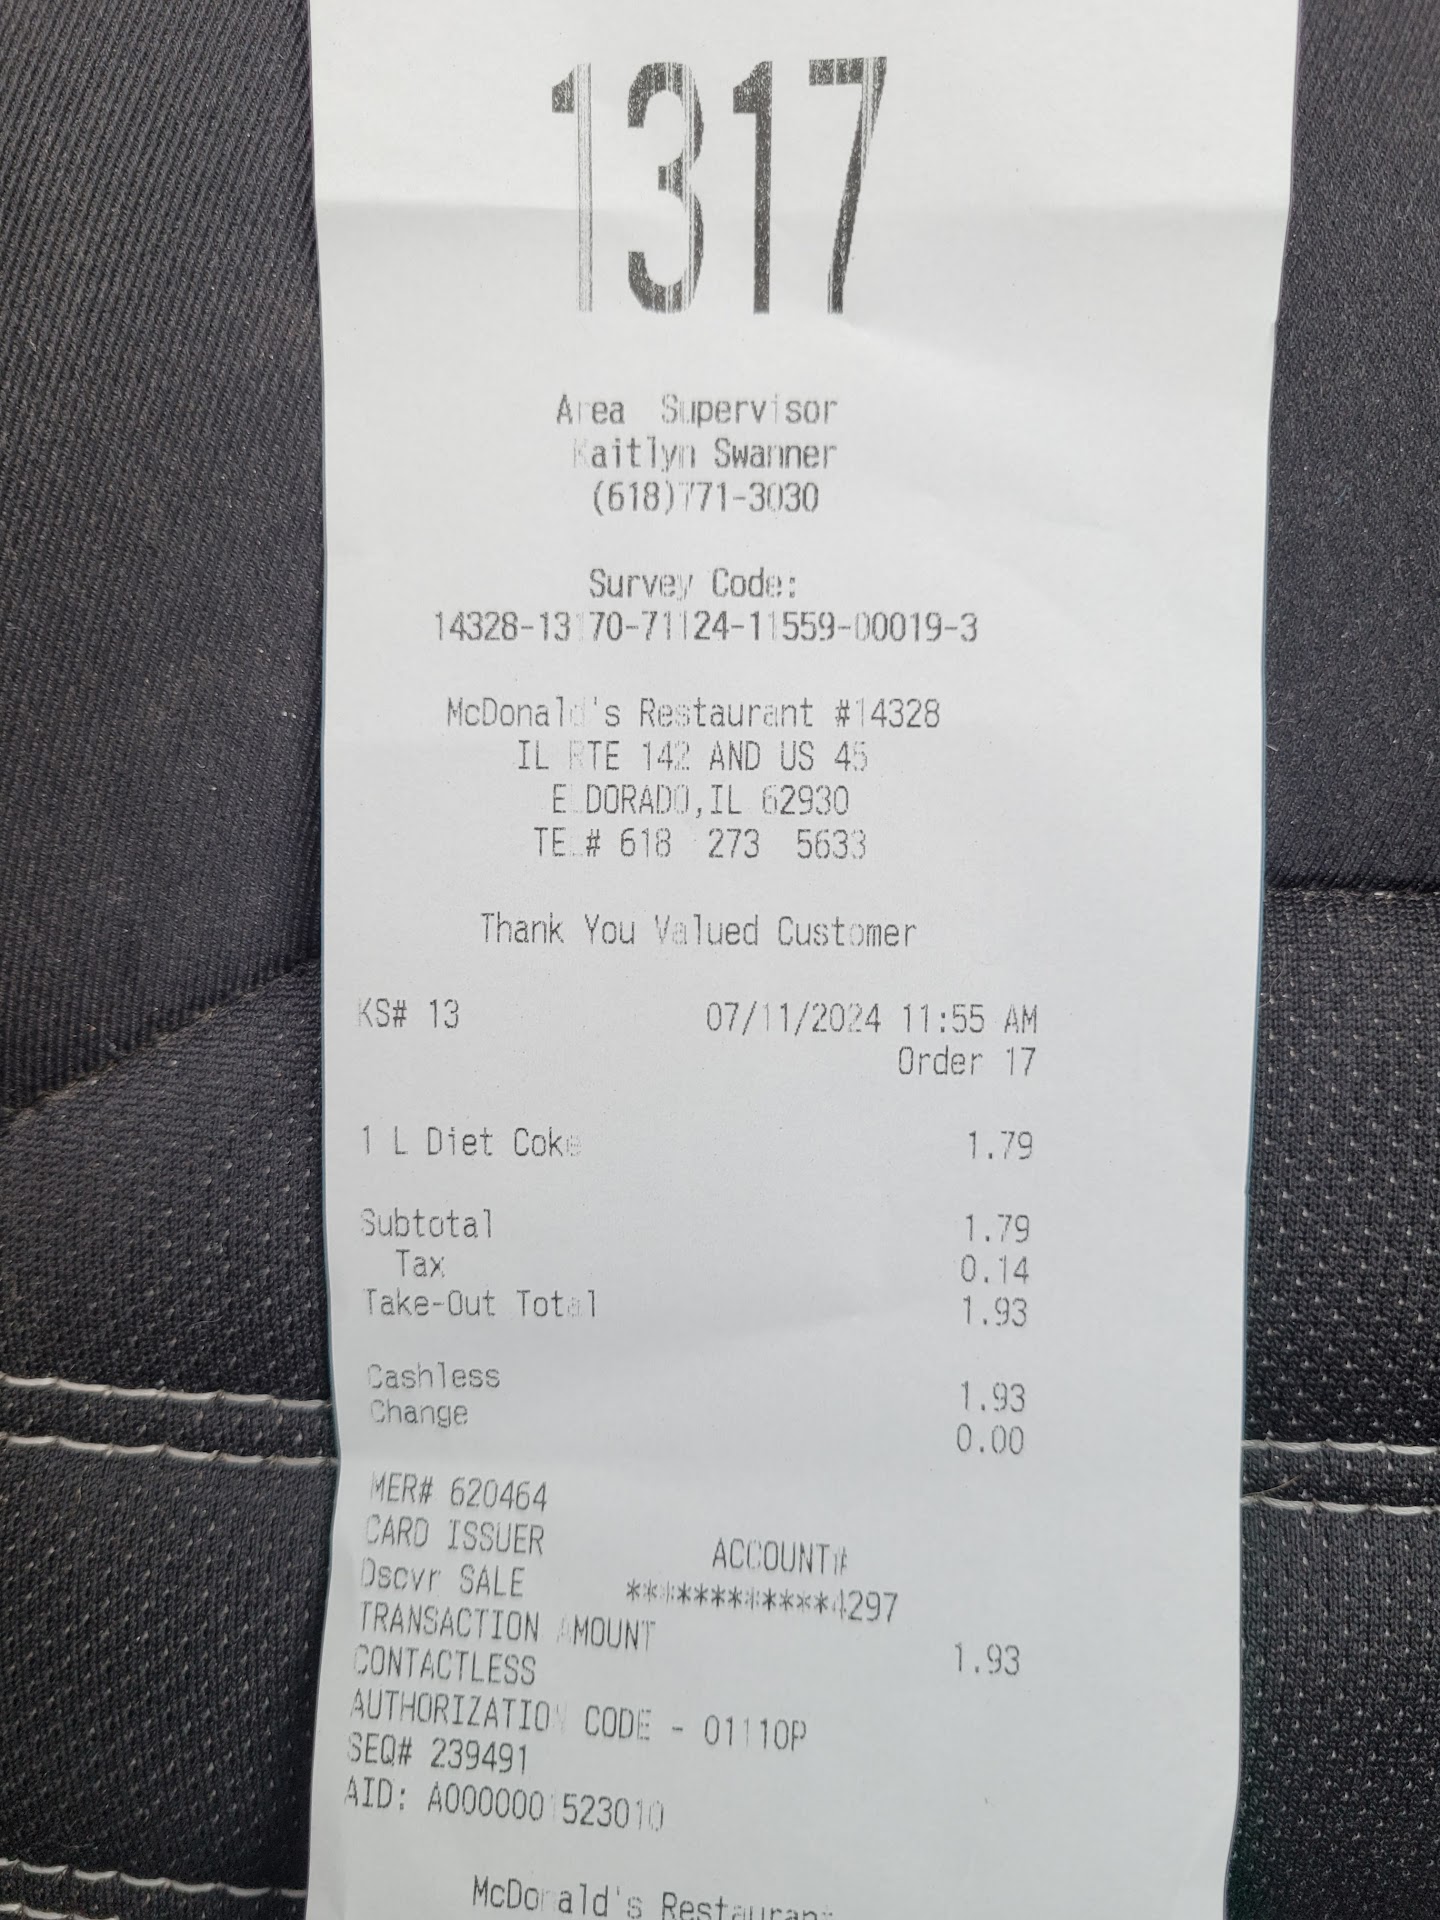 1317
Area Supervisor
Kaitlyn Swanner
(618)771-3030
Survey Code:
14328-13170-71124-11559-00019-3
McDonald's Restaurant #14328
IL RTE 142 AND US 45
ELDORADO,IL 62930
TEL# 618 273 5633
Thank You Valued Customer
KS# 13 07/11/2024 11:55 AM
Order 17
1 L Diet Coke 1.79
Subtotal 1.79
Tax 0.14
Take-Out Total 1.93
Cashless 1.93
Change 0.00
MER# 620464
CARD ISSUER ACCOUNT#
Dscvr SALE ************4297
TRANSACTION AMOUNT 1.93
CONTACTLESS
AUTHORIZATION CODE - 01110P
SEQ# 239491
AID: A0000001523010
McDonald's Restaurant